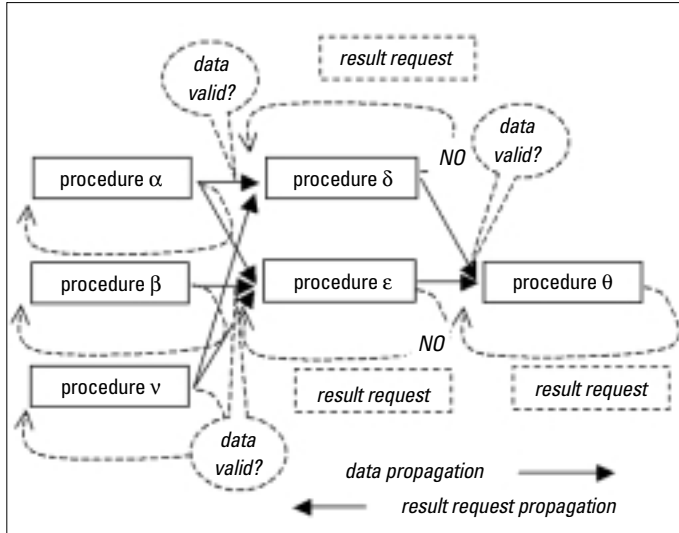 result request
data
valid?
data
valid?
NO
procedure α
procedure δ
procedure β
procedure ε
procedure θ
NO
procedure ν
result request
result request
data
valid?
data propagation
result request propagation